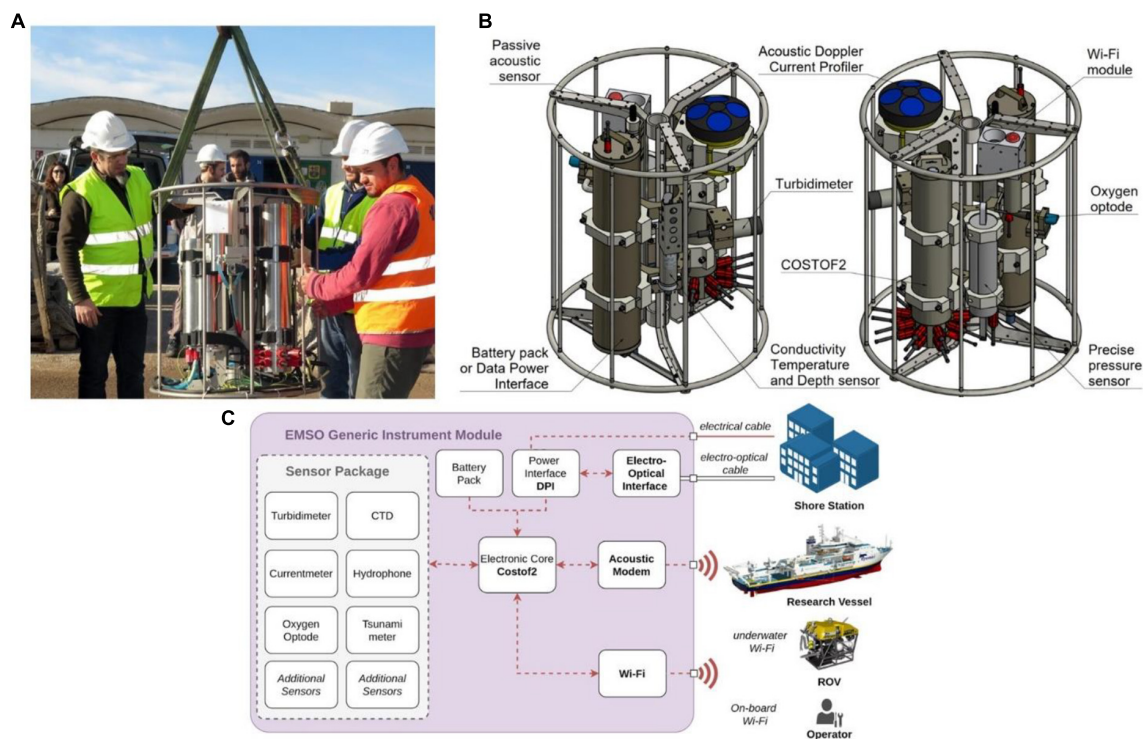 A
B
Passive
acoustic
sensor
Acoustic Doppler
Current Profiler
Wi-Fi
module
Turbidimeter
Oxygen
optode
COSTOF2
Battery pack
or Data Power
Interface
Conductivity
Temperature
and Depth sensor
Precise
pressure
sensor
C
EMSO Generic Instrument Module
Sensor Package
Turbidimeter
CTD
Currentmeter
Hydrophone
Oxygen
Optode
Tsunami
meter
Additional
Sensors
Additional
Sensors
Battery
Pack
Power
Interface
DPI
Electro-
Optical
Interface
Electronic Core
Costof2
Acoustic
Modem
Wi-Fi
electrical cable
electro-optical
cable
Shore Station
Research Vessel
underwater
Wi-Fi
ROV
On-board
Wi-Fi
Operator